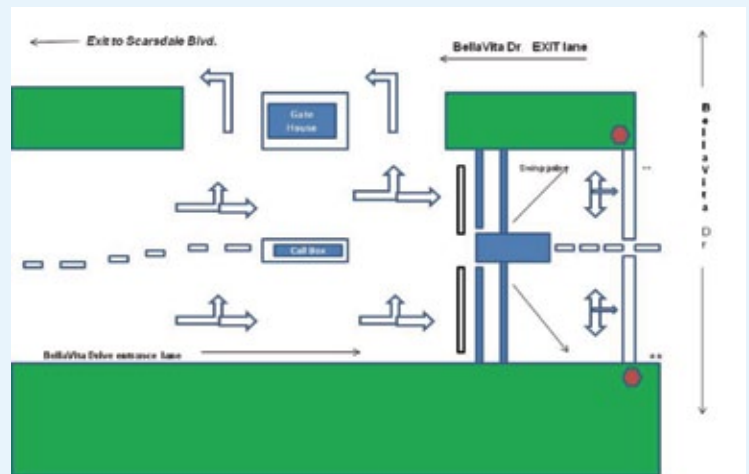 Exit to Scarsdale Blvd.
BellaVita Dr EXIT lane
BellaVita Dr
Gate
House
Swing gates
--
Call Box
BellaVita Drive entrance lane
**